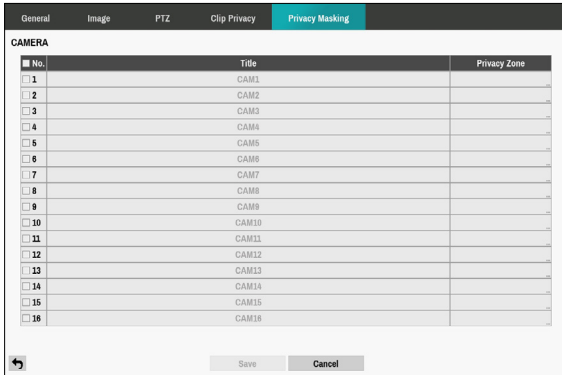 General Image PTZ Clip Privacy Privacy Masking
CAMERA
No. Title Privacy Zone
1 CAM1 ...
2 CAM2 ...
3 CAM3 ...
4 CAM4 ...
5 CAM5 ...
6 CAM6 ...
7 CAM7 ...
8 CAM8 ...
9 CAM9 ...
10 CAM10 ...
11 CAM11 ...
12 CAM12 ...
13 CAM13 ...
14 CAM14 ...
15 CAM15 ...
16 CAM16 ...
Save Cancel